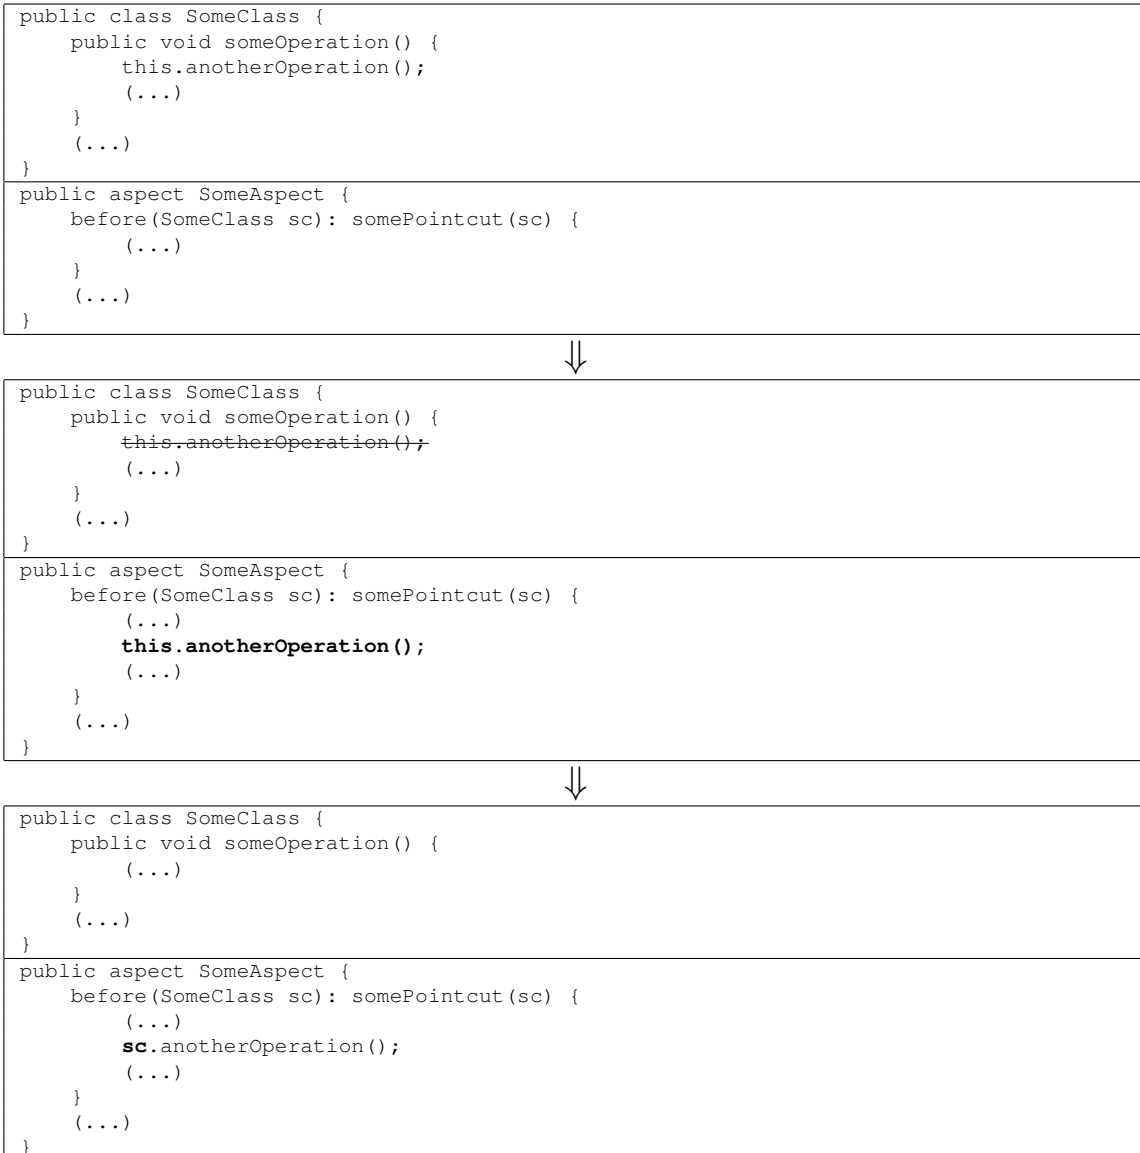 public class SomeClass {
    public void someOperation() {
        this.anotherOperation();
        (...)
    }
    (...)
}
public aspect SomeAspect {
    before(SomeClass sc): somePointcut(sc) {
        (...)
    }
    (...)
}
⇓
public class SomeClass {
    public void someOperation() {
        this.anotherOperation();
        (...)
    }
    (...)
}
public aspect SomeAspect {
    before(SomeClass sc): somePointcut(sc) {
        (...)
        this.anotherOperation();
        (...)
    }
    (...)
}
⇓
public class SomeClass {
    public void someOperation() {
        (...)
    }
    (...)
}
public aspect SomeAspect {
    before(SomeClass sc): somePointcut(sc) {
        (...)
        sc.anotherOperation();
        (...)
    }
    (...)
}